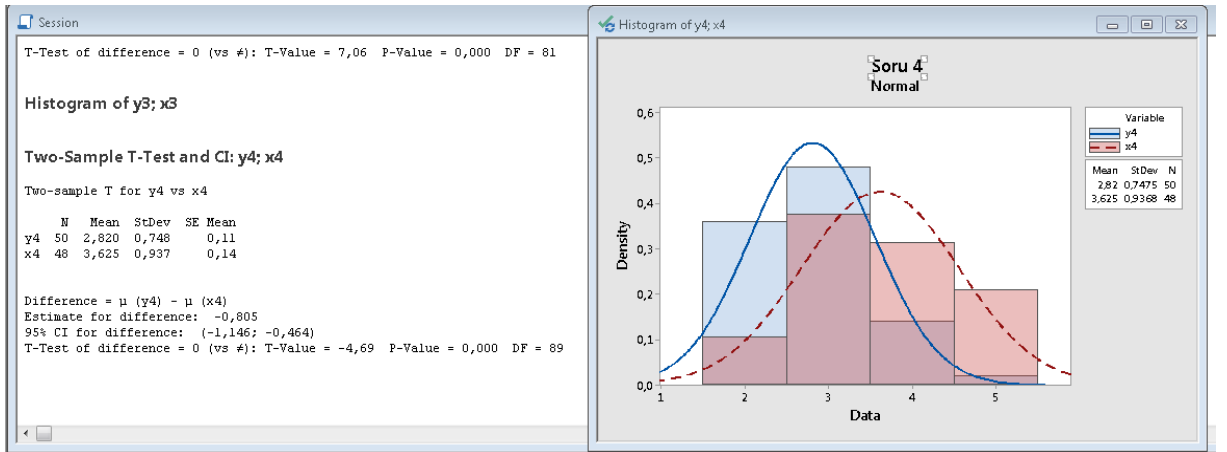 Session
T-Test of difference = 0 (vs ≠): T-Value = 7,06 P-Value = 0,000 DF = 81
Histogram of y3; x3
Two-Sample T-Test and CI: y4; x4
Two-sample T for y4 vs x4
N Mean StDev SE Mean
y4 50 2,820 0,748 0,11
x4 48 3,625 0,937 0,14
Difference = μ (y4) - μ (x4)
Estimate for difference: -0,805
95% CI for difference: (-1,146; -0,464)
T-Test of difference = 0 (vs ≠): T-Value = -4,69 P-Value = 0,000 DF = 89
Histogram of y4; x4
Soru 4
Normal
0,6
0,5
0,4
0,3
0,2
0,1
0,0
Density
1 2 3 4 5
Data
Variable
y4
x4
Mean StDev N
2,82 0,7475 50
3,625 0,9368 48